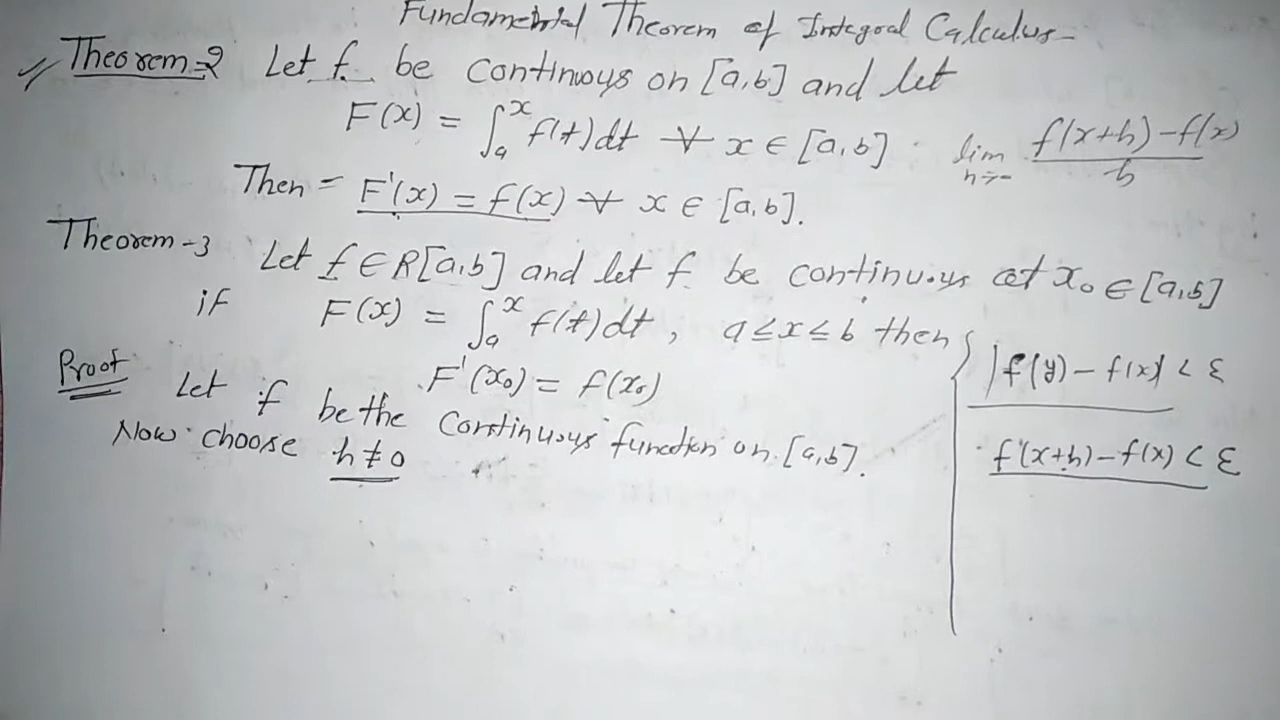 Fundamental Theorem of Integral Calculus-
Theorem-2 Let f be continuous on [a,b] and let
F(x) = ∫ₐˣ f(t)dt ∀ x ∈ [a,b]
lim h→- f(x+h)-f(x) / h
Then = F'(x) = f(x) ∀ x ∈ [a,b].
Theorem-3 Let f ∈ R[a,b] and let f be continuous at x₀ ∈ [a,b]
if F(x) = ∫ₐˣ f(t)dt, a≤x≤b then
F'(x₀) = f(x₀)
Proof Let f be the Continuous function on [a,b].
Now choose h≠0
|f(y)-f(x)| < ε
f(x+h)-f(x) < ε